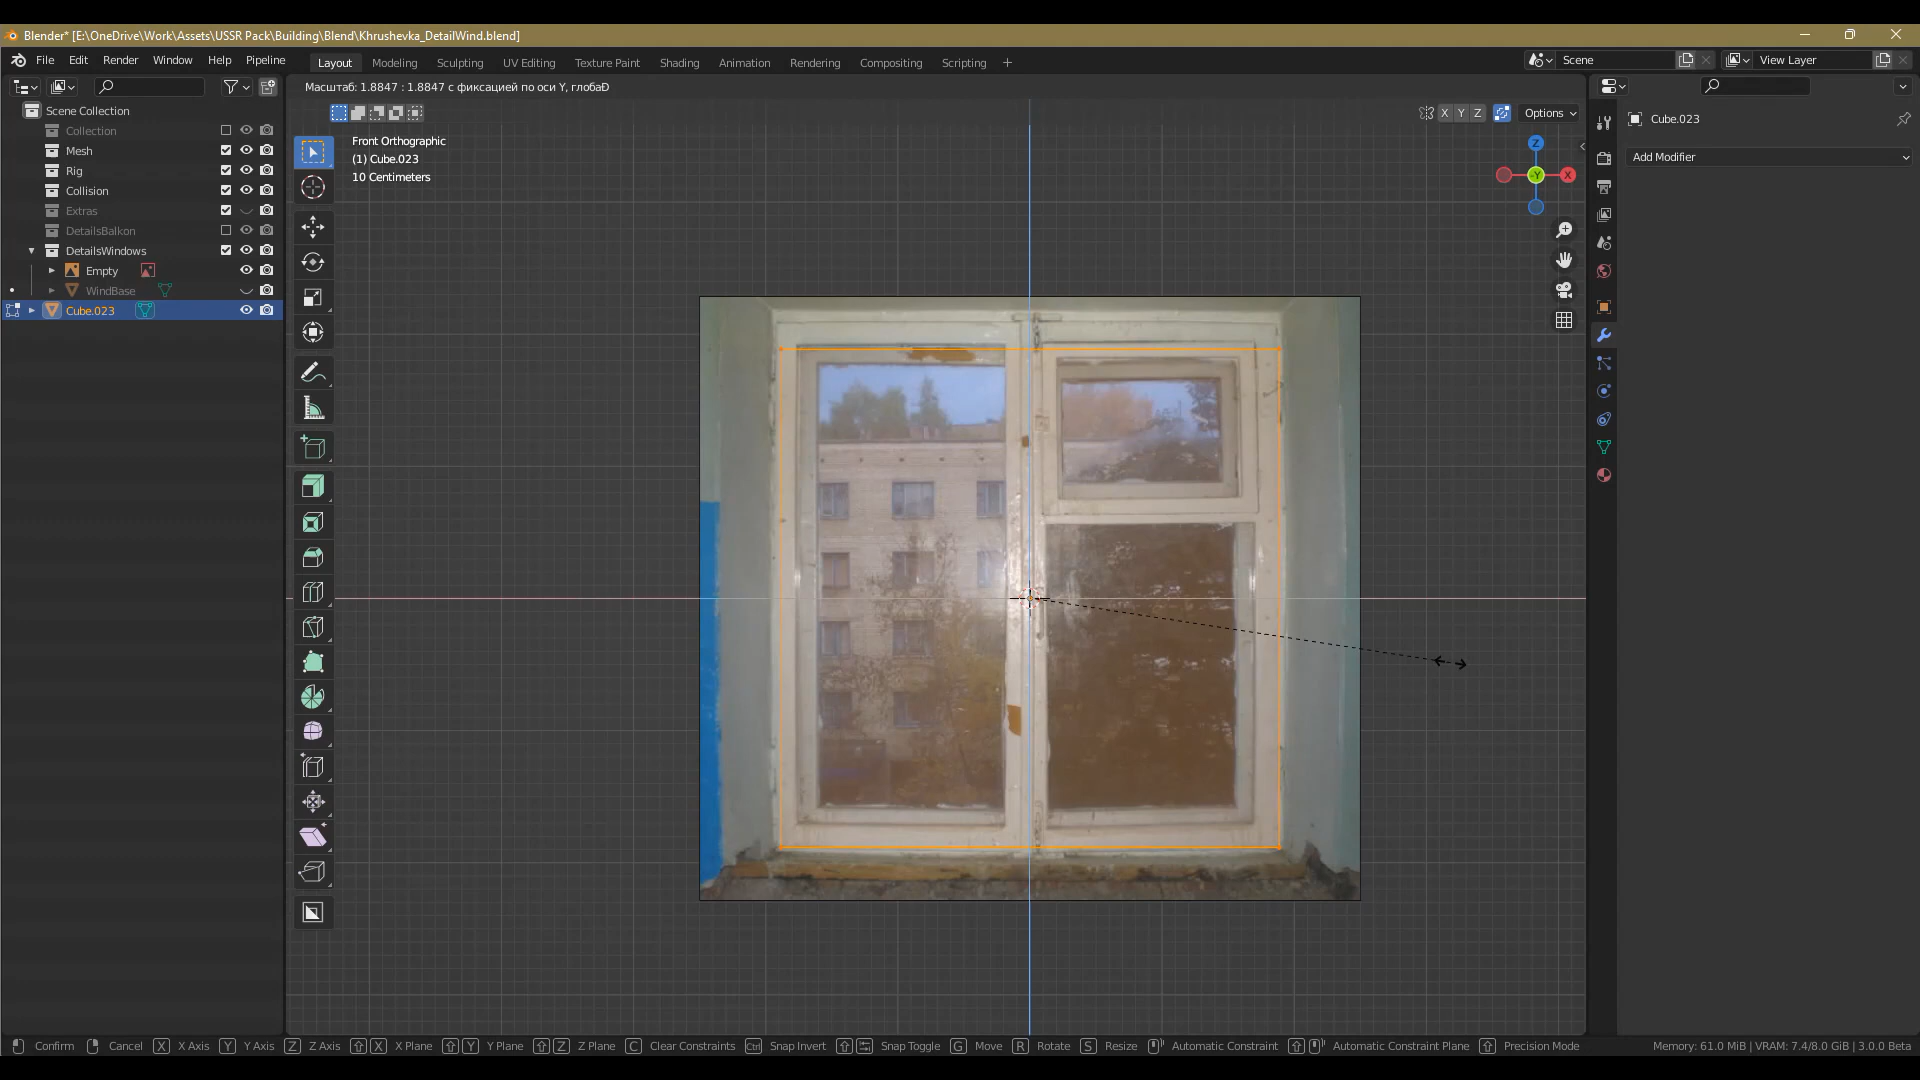 Blender* [E:\OneDrive\Work\Assets\USSR Pack\Building\Blend\Khrushevka_DetailWind.blend]
File Edit Render Window Help Pipeline
Layout Modeling Sculpting UV Editing Texture Paint Shading Animation Rendering Compositing Scripting +
Scene
View Layer
Масштаб: 1.8847 : 1.8847 с фиксацией по оси Y, глобаĐ
X Y Z
Options
Scene Collection
Collection
Mesh
Rig
Collision
Extras
DetailsBalkon
DetailsWindows
Empty
WindBase
Cube.023
Front Orthographic
(1) Cube.023
10 Centimeters
Z
-Y
X
Cube.023
Add Modifier
Confirm Cancel X X Axis Y Y Axis Z Z Axis X X Plane Y Y Plane Z Z Plane C Clear Constraints Ctrl Snap Invert Snap Toggle G Move R Rotate S Resize Automatic Constraint Automatic Constraint Plane Precision Mode
Memory: 61.0 MiB | VRAM: 7.4/8.0 GiB | 3.0.0 Beta